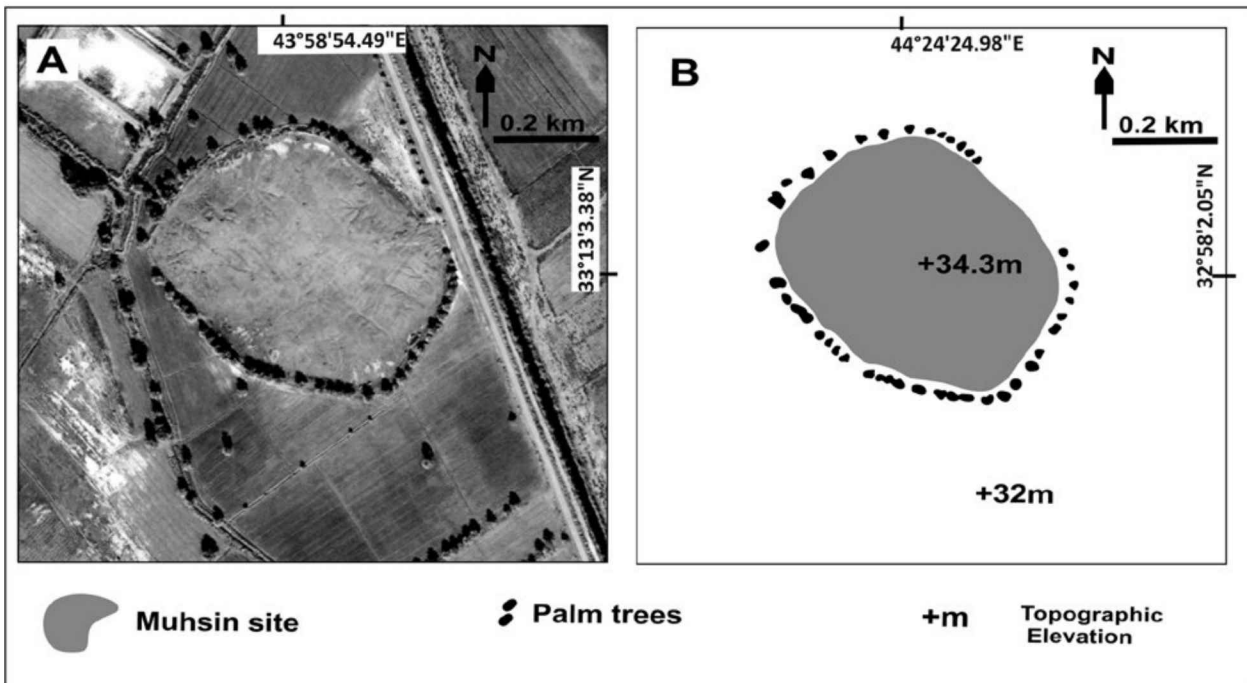 A
43°58'54.49"E
N
0.2 km
33°13'3.38"N
B
44°24'24.98"E
N
0.2 km
32°58'2.05"N
+34.3m
+32m
Muhsin site
Palm trees
+m
Topographic
Elevation